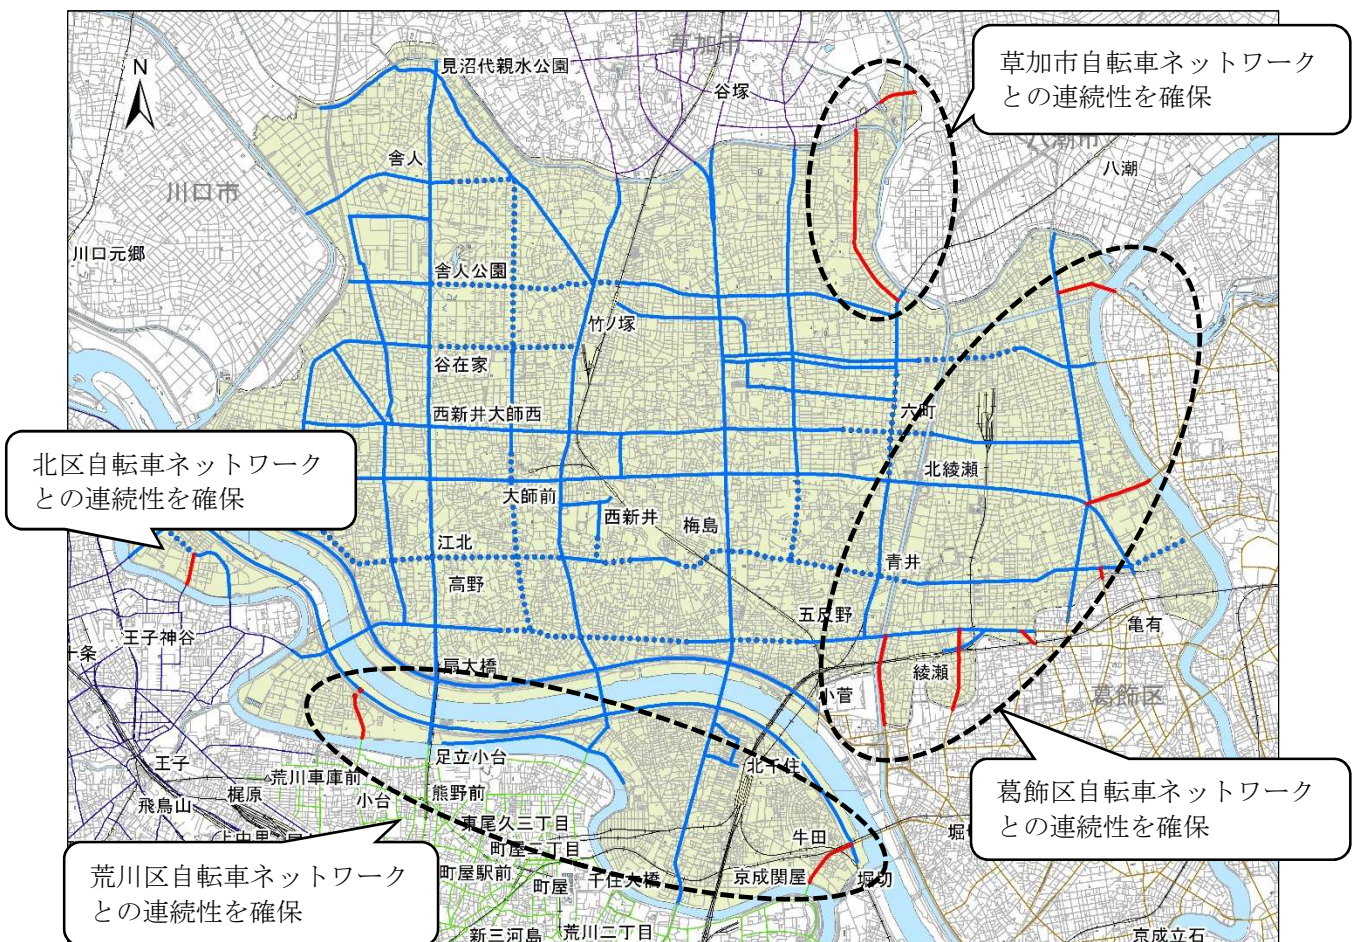 N
草加市
見沼代親水公園
谷塚
草加市自転車ネットワーク
との連続性を確保
八潮市
八潮
舎人
川口市
川口元郷
舎人公園
竹ノ塚
谷在家
西新井大師西
六町
北区自転車ネットワーク
との連続性を確保
北綾瀬
大師前
西新井
梅島
江北
高野
青井
五反野
亀有
王子神谷
十条
扇大橋
綾瀬
小菅
葛飾区
王子
足立小台
北千住
荒川車庫前
梶原
小台
熊野前
飛鳥山
葛飾区自転車ネットワーク
との連続性を確保
東尾久三丁目
牛田
町屋二丁目
荒川区自転車ネットワーク
との連続性を確保
町屋駅前
町屋
千住大橋
京成関屋
堀切
新三河島
荒川二丁目
京成立石